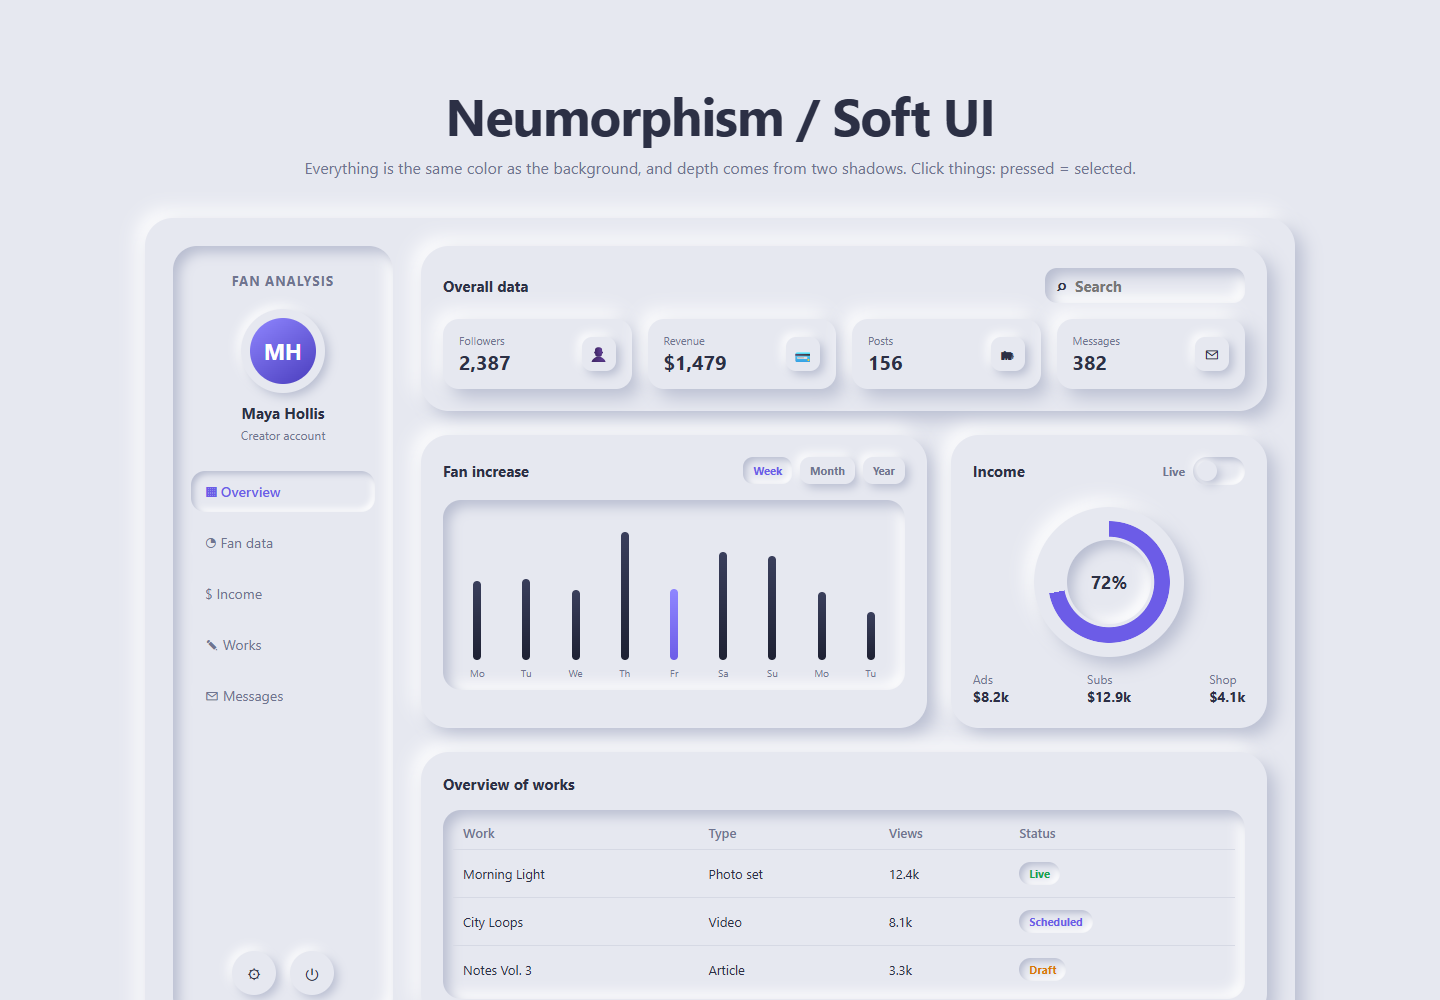 Neumorphism / Soft UI
Everything is the same color as the background, and depth comes from two shadows. Click things: pressed = selected.
FAN ANALYSIS
MH
Maya Hollis
Creator account
Overview
Fan data
$ Income
Works
Messages
Overall data
Search
Followers
2,387
Revenue
$1,479
Posts
156
Messages
382
Fan increase
Week Month Year
Mo Tu We Th Fr Sa Su Mo Tu
Income
Live
72%
Ads Subs Shop
$8.2k $12.9k $4.1k
Overview of works
Work Type Views Status
Morning Light Photo set 12.4k Live
City Loops Video 8.1k Scheduled
Notes Vol. 3 Article 3.3k Draft